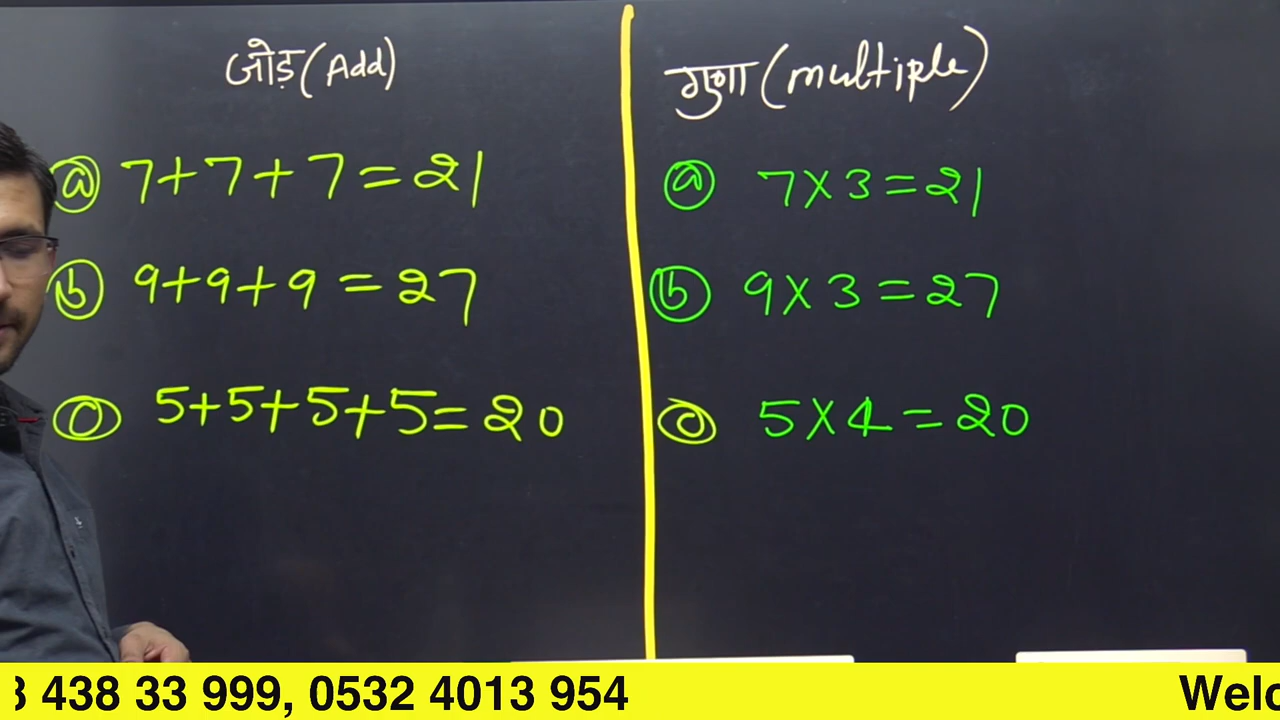 जोड़ (Add)
ⓐ 7+7+7=21
ⓑ 9+9+9=27
ⓒ 5+5+5+5=20
गुणा (multiple)
ⓐ 7×3=21
ⓑ 9×3=27
ⓒ 5×4=20
438 33 999, 0532 4013 954
Welc